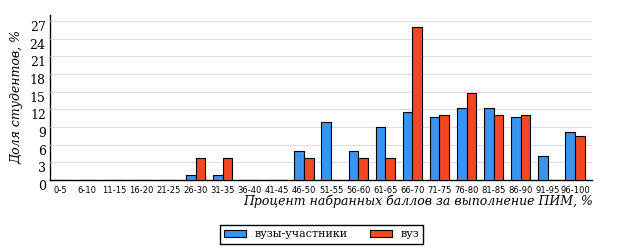 Доля студентов, %
27
24
21
18
15
12
9
6
3
0
0-5 6-10 11-15 16-20 21-25 26-30 31-35 36-40 41-45 46-50 51-55 56-60 61-65 66-70 71-75 76-80 81-85 86-90 91-95 96-100
Процент набранных баллов за выполнение ПИМ, %
вузы-участники вуз